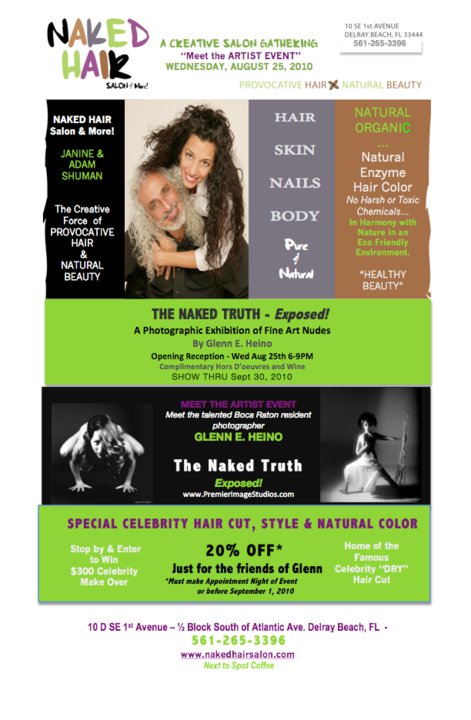 NAKED
HAIR
SALON & More!
A CREATIVE SALON GATHERING
"Meet the ARTIST EVENT"
WEDNESDAY, AUGUST 25, 2010
10 SE 1st AVENUE
DELRAY BEACH, FL 33444
561-265-3396
PROVOCATIVE HAIR X NATURAL BEAUTY
NAKED HAIR
Salon & More!
JANINE &
ADAM
SHUMAN
The Creative
Force of
PROVOCATIVE
HAIR
&
NATURAL
BEAUTY
HAIR
SKIN
NAILS
BODY
Pure
&
Natural
NATURAL
ORGANIC
...
Natural
Enzyme
Hair Color
No Harsh or Toxic
Chemicals...
In Harmony with
Nature in an
Eco Friendly
Environment.
"HEALTHY
BEAUTY"
THE NAKED TRUTH - Exposed!
A Photographic Exhibition of Fine Art Nudes
By Glenn E. Heino
Opening Reception - Wed Aug 25th 6-9PM
Complimentary Hors D'oeuvres and Wine
SHOW THRU Sept 30, 2010
MEET THE ARTIST EVENT
Meet the talented Boca Raton resident
photographer
GLENN E. HEINO
The Naked Truth
Exposed!
www.PremierImageStudios.com
SPECIAL CELEBRITY HAIR CUT, STYLE & NATURAL COLOR
Stop by & Enter
to Win
$300 Celebrity
Make Over
20% OFF*
Just for the friends of Glenn
*Must make Appointment Night of Event
or before September 1, 2010
Home of the
Famous
Celebrity "DRY"
Hair Cut
10 D SE 1st Avenue – ½ Block South of Atlantic Ave. Delray Beach, FL -
561-265-3396
www.nakedhairsalon.com
Next to Spot Coffee